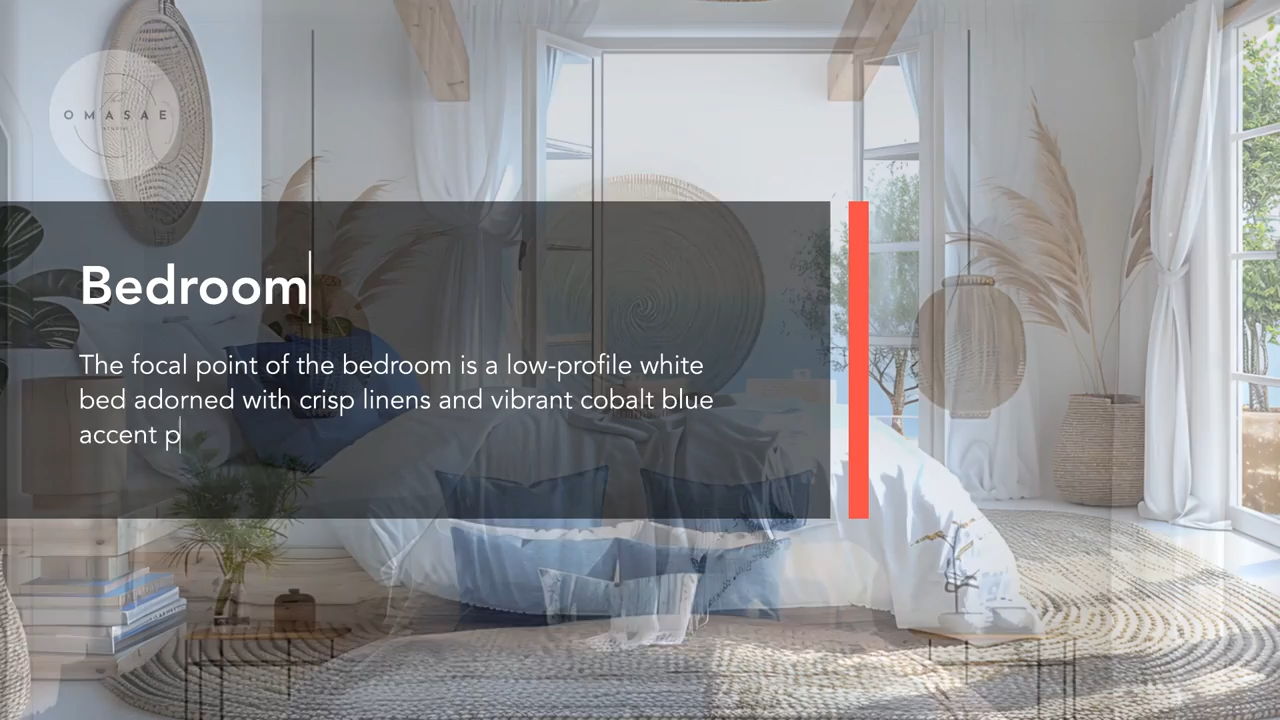 OMASAE
Bedroom
The focal point of the bedroom is a low-profile white
bed adorned with crisp linens and vibrant cobalt blue
accent p